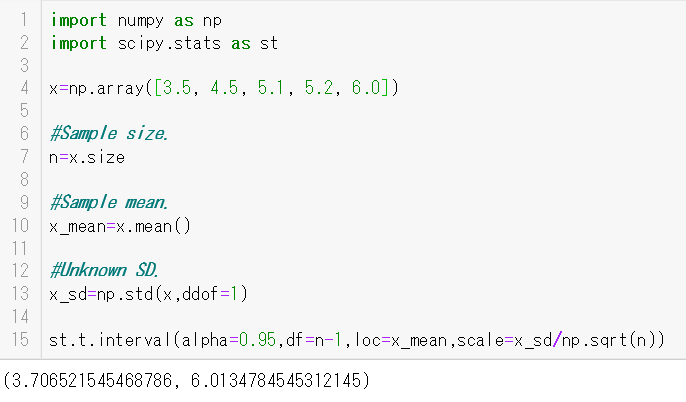 1 import numpy as np
2 import scipy.stats as st
3
4 x=np.array([3.5, 4.5, 5.1, 5.2, 6.0])
5
6 #Sample size.
7 n=x.size
8
9 #Sample mean.
10 x_mean=x.mean()
11
12 #Unknown SD.
13 x_sd=np.std(x,ddof=1)
14
15 st.t.interval(alpha=0.95,df=n-1,loc=x_mean,scale=x_sd/np.sqrt(n))
(3.706521545468786, 6.0134784545312145)